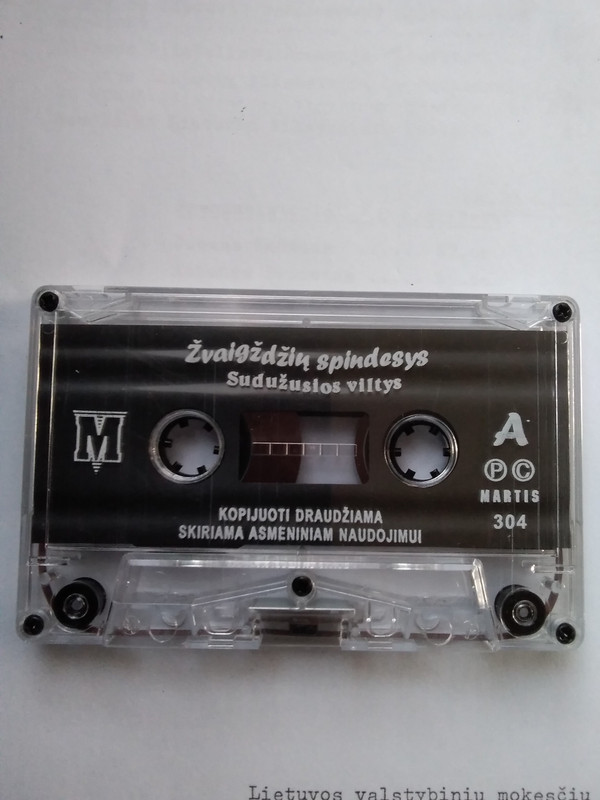 Žvaigždžių spindesys
Sudužusios viltys
M
A
Ⓟ Ⓒ
MARTIS
304
KOPIJUOTI DRAUDŽIAMA
SKIRIAMA ASMENINIAM NAUDOJIMUI
Lietuvos valstybinių mokesčių